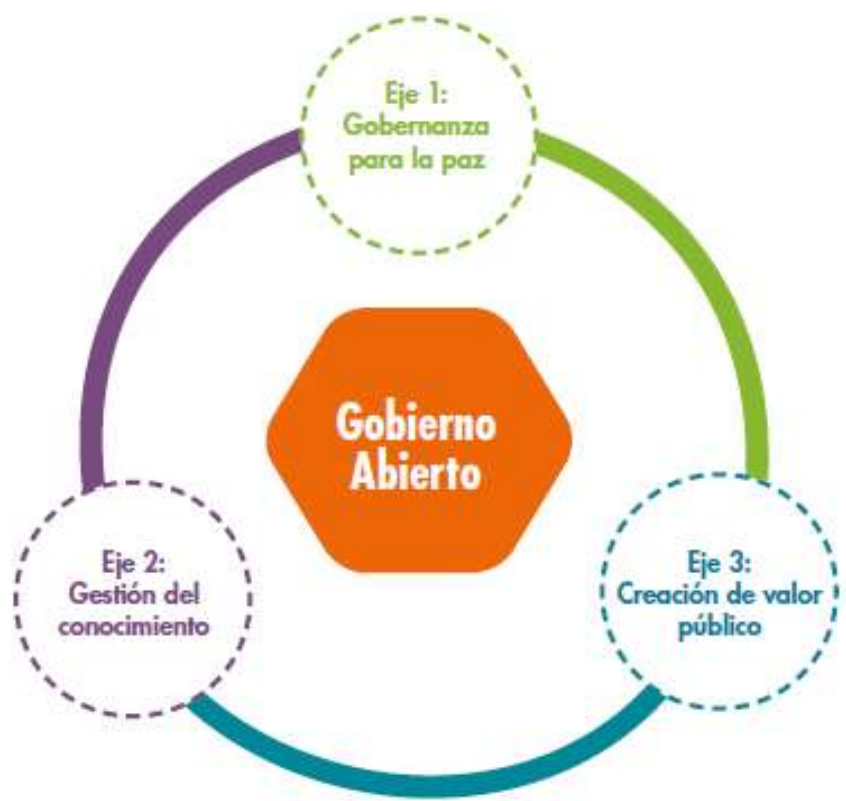 Eje 1:
Gobernanza
para la paz
Gobierno
Abierto
Eje 2:
Gestión del
conocimiento
Eje 3:
Creación de valor
público